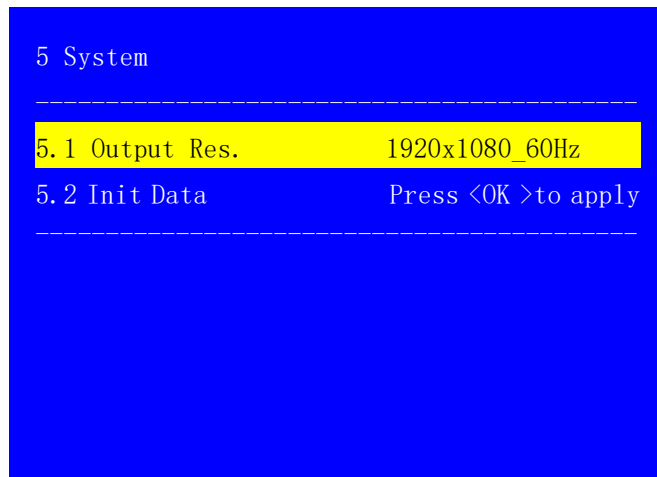 5 System
5.1 Output Res. 1920x1080_60Hz
5.2 Init Data Press <OK >to apply